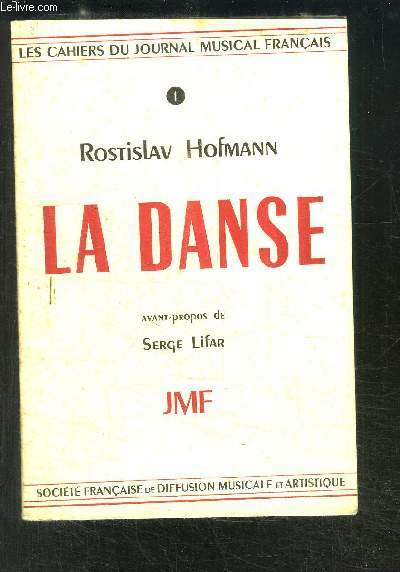 www.le-livre.com
LES CAHIERS DU JOURNAL MUSICAL FRANÇAIS
1
Rostislav Hofmann
LA DANSE
AVANT-PROPOS DE
SERGE LIFAR
JMF
SOCIÉTÉ FRANÇAISE DE DIFFUSION MUSICALE ET ARTISTIQUE